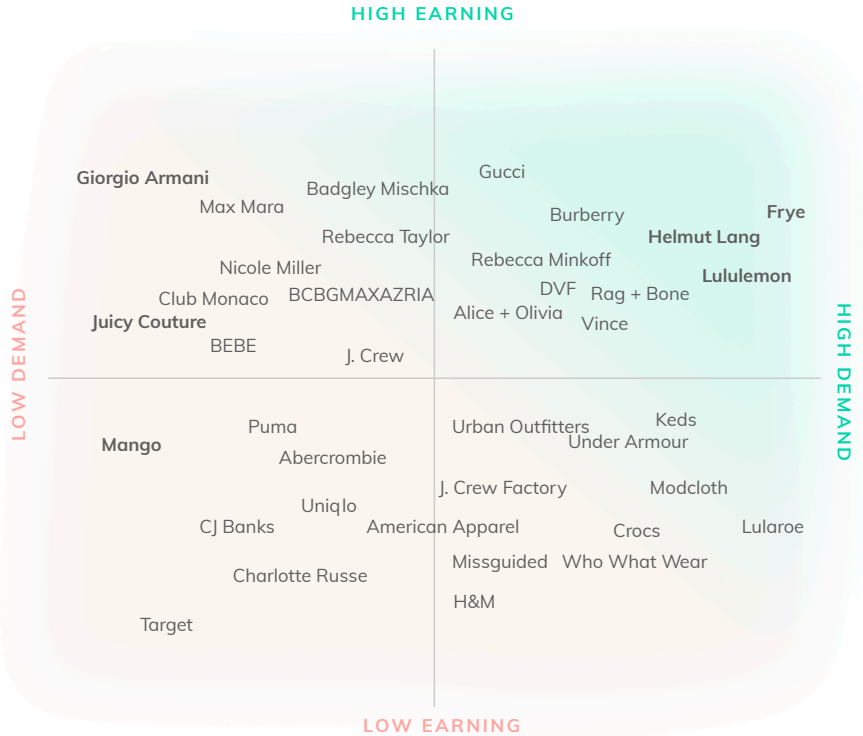 HIGH EARNING
Gucci
Giorgio Armani
Badgley Mischka
Max Mara
Frye
Burberry
Rebecca Taylor
Helmut Lang
Rebecca Minkoff
Nicole Miller
Lululemon
DVF
Rag + Bone
BCBGMAXAZRIA
Club Monaco
Alice + Olivia
Juicy Couture
Vince
BEBE
J. Crew
LOW DEMAND
HIGH DEMAND
Keds
Puma
Urban Outfitters
Under Armour
Mango
Abercrombie
J. Crew Factory
Modcloth
Uniqlo
CJ Banks
American Apparel
Lularoe
Crocs
Missguided
Who What Wear
Charlotte Russe
H&M
Target
LOW EARNING